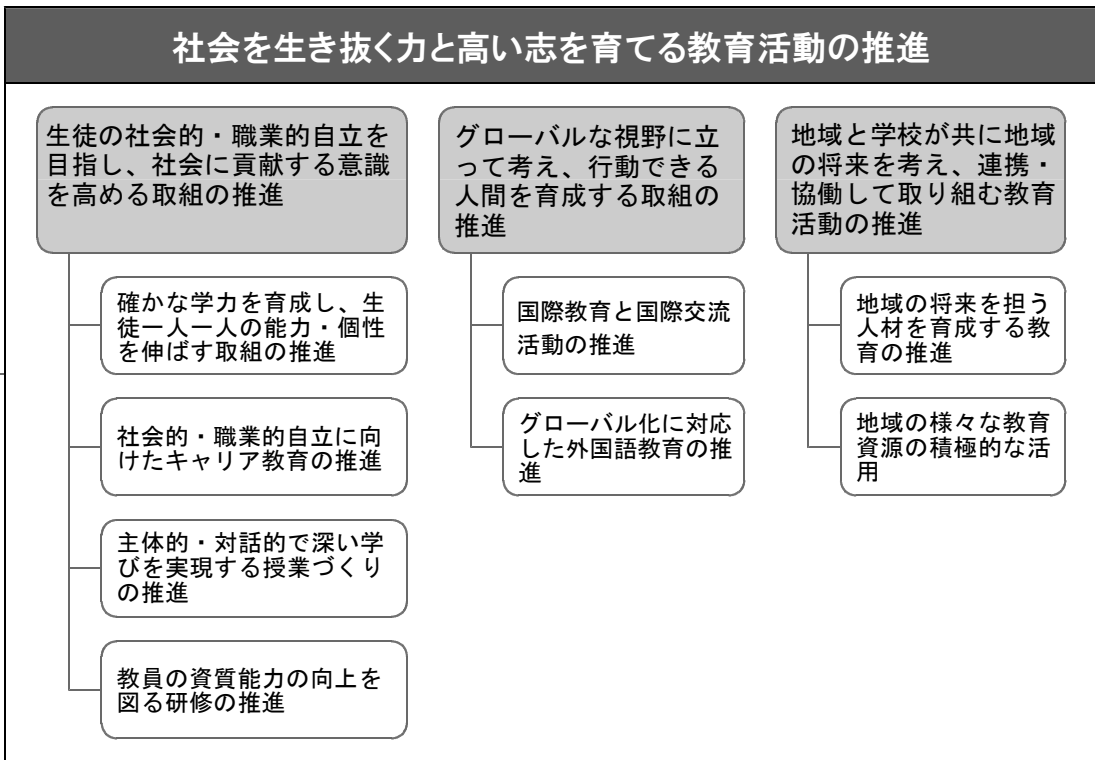 社会を生き抜く力と高い志を育てる教育活動の推進
生徒の社会的・職業的自立を
目指し、社会に貢献する意識
を高める取組の推進
確かな学力を育成し、生
徒一人一人の能力・個性
を伸ばす取組の推進
社会的・職業的自立に向
けたキャリア教育の推進
主体的・対話的で深い学
びを実現する授業づくり
の推進
教員の資質能力の向上を
図る研修の推進
グローバルな視野に立
って考え、行動できる
人間を育成する取組の
推進
国際教育と国際交流
活動の推進
グローバル化に対応
した外国語教育の推
進
地域と学校が共に地域
の将来を考え、連携・
協働して取り組む教育
活動の推進
地域の将来を担う
人材を育成する教
育の推進
地域の様々な教育
資源の積極的な活
用